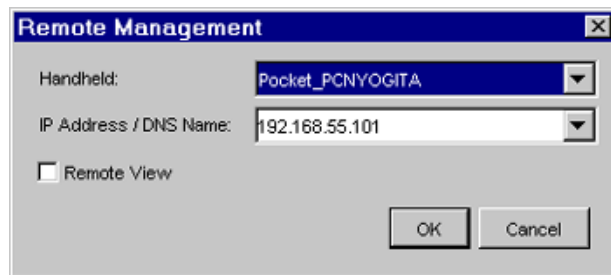 Remote Management
Handheld: Pocket_PCNYOGITA
IP Address / DNS Name: 192.168.55.101
Remote View
OK Cancel